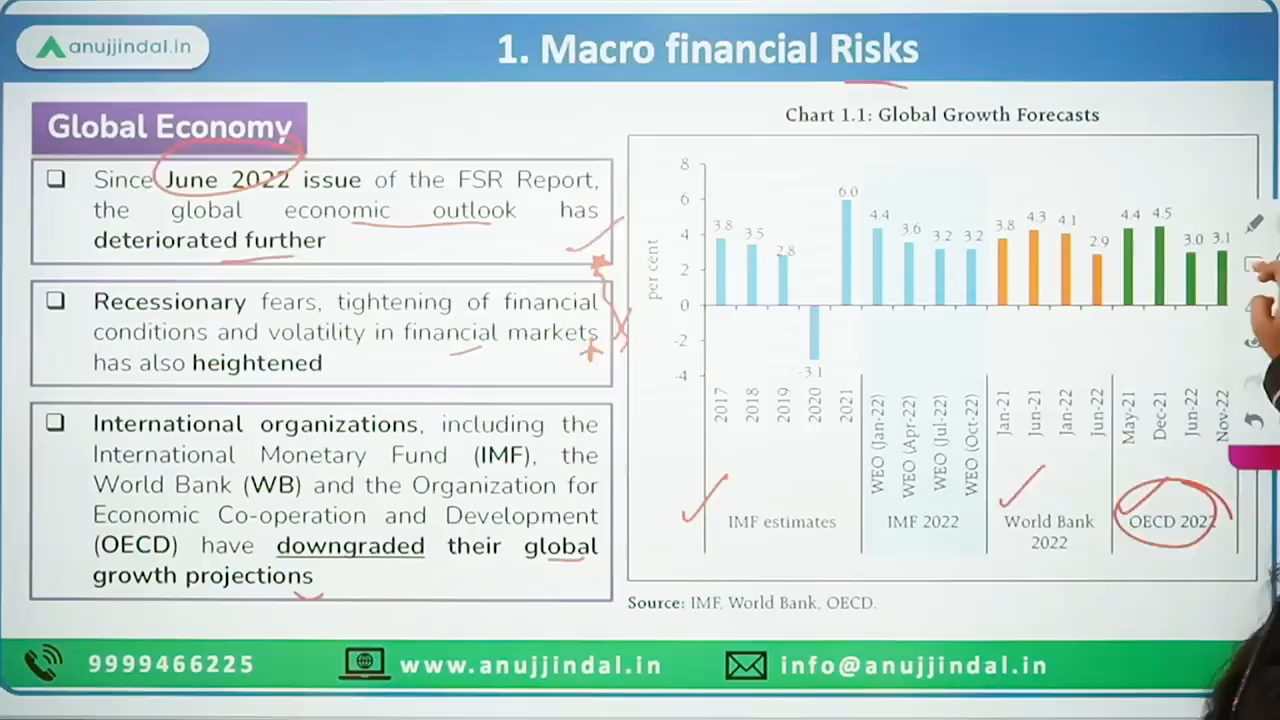 anujjindal.in
1. Macro financial Risks
Global Economy
Since June 2022 issue of the FSR Report,
the global economic outlook has
deteriorated further
Recessionary fears, tightening of financial
conditions and volatility in financial markets
has also heightened
International organizations, including the
International Monetary Fund (IMF), the
World Bank (WB) and the Organization for
Economic Co-operation and Development
(OECD) have downgraded their global
growth projections
Chart 1.1: Global Growth Forecasts
per cent
8
6
4
2
0
-2
-4
3.8
3.5
2.8
-3.1
6.0
4.4
3.6
3.2
3.2
3.8
4.3
4.1
2.9
4.4
4.5
3.0
3.1
2017
2018
2019
2020
2021
WEO (Jan-22)
WEO (Apr-22)
WEO (Jul-22)
WEO (Oct-22)
Jan-21
Jun-21
Jan-22
Jun-22
May-21
Dec-21
Jun-22
Nov-22
IMF estimates
IMF 2022
World Bank
2022
OECD 2022
Source: IMF, World Bank, OECD.
9999466225
www.anujjindal.in
info@anujjindal.in